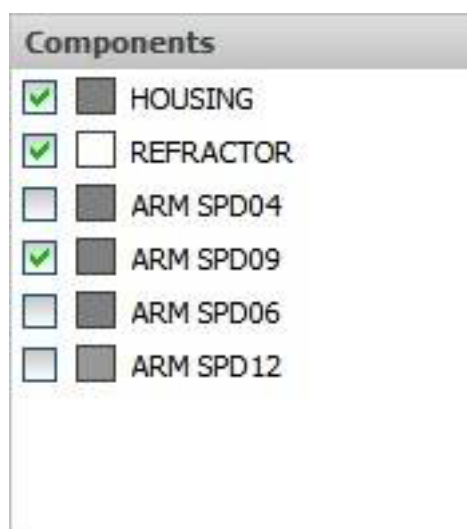 Components
HOUSING
REFRACTOR
ARM SPD04
ARM SPD09
ARM SPD06
ARM SPD12